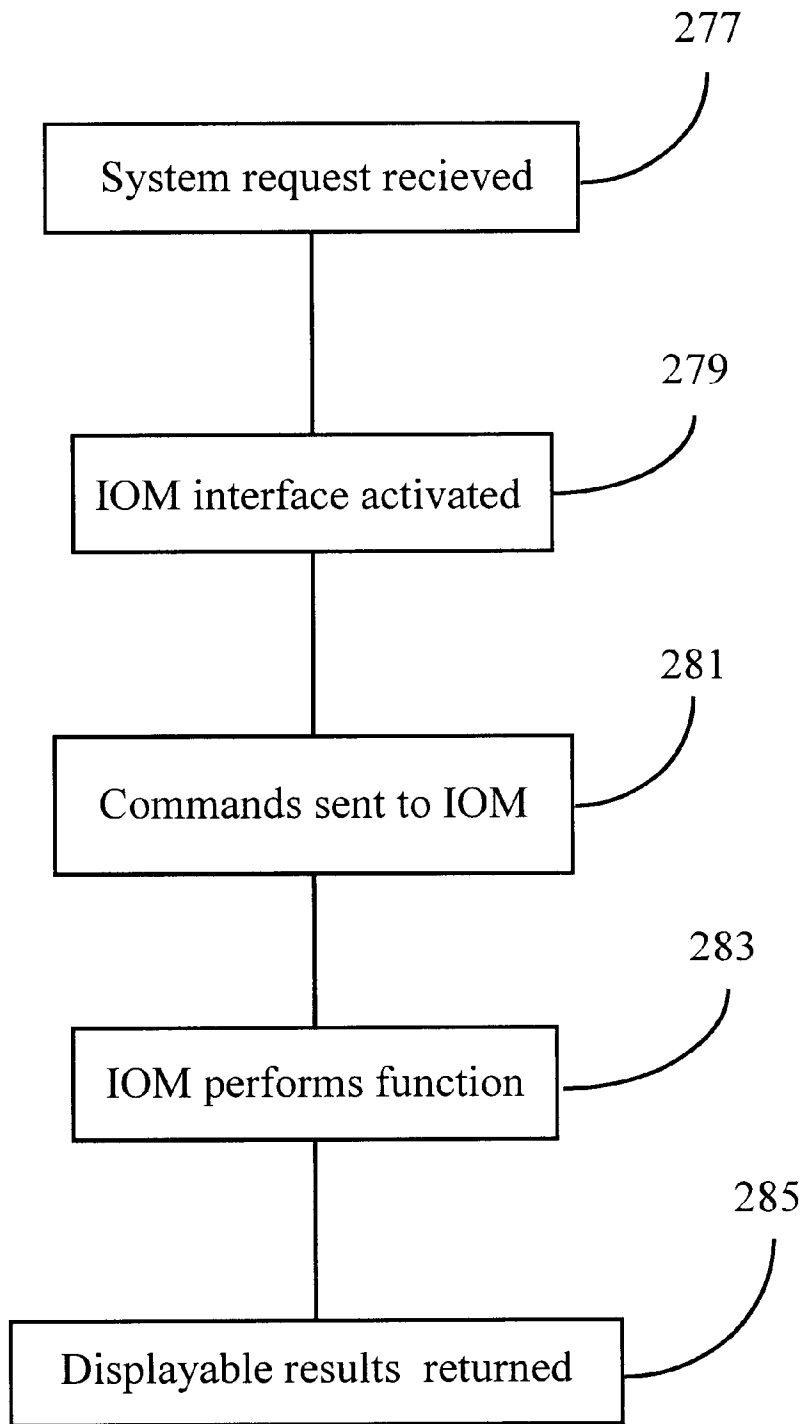 277
System request recieved
279
IOM interface activated
281
Commands sent to IOM
283
IOM performs function
285
Displayable results returned